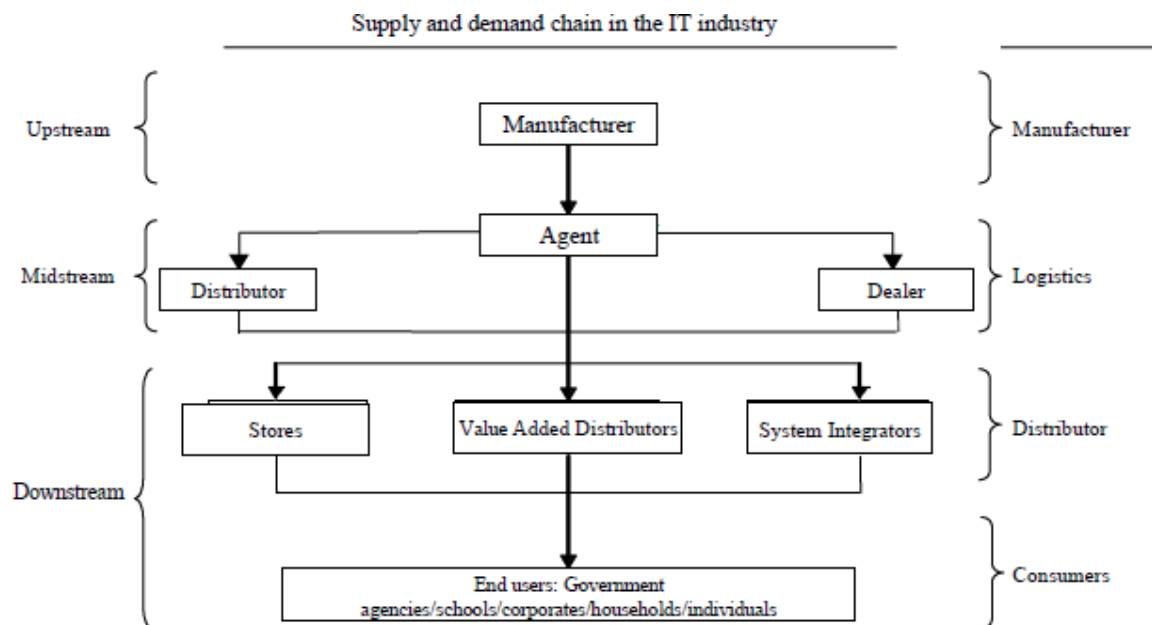 Supply and demand chain in the IT industry
Upstream
Manufacturer
Manufacturer
Agent
Midstream
Distributor
Dealer
Logistics
Stores
Value Added Distributors
System Integrators
Distributor
Downstream
End users: Government
agencies/schools/corporates/households/individuals
Consumers